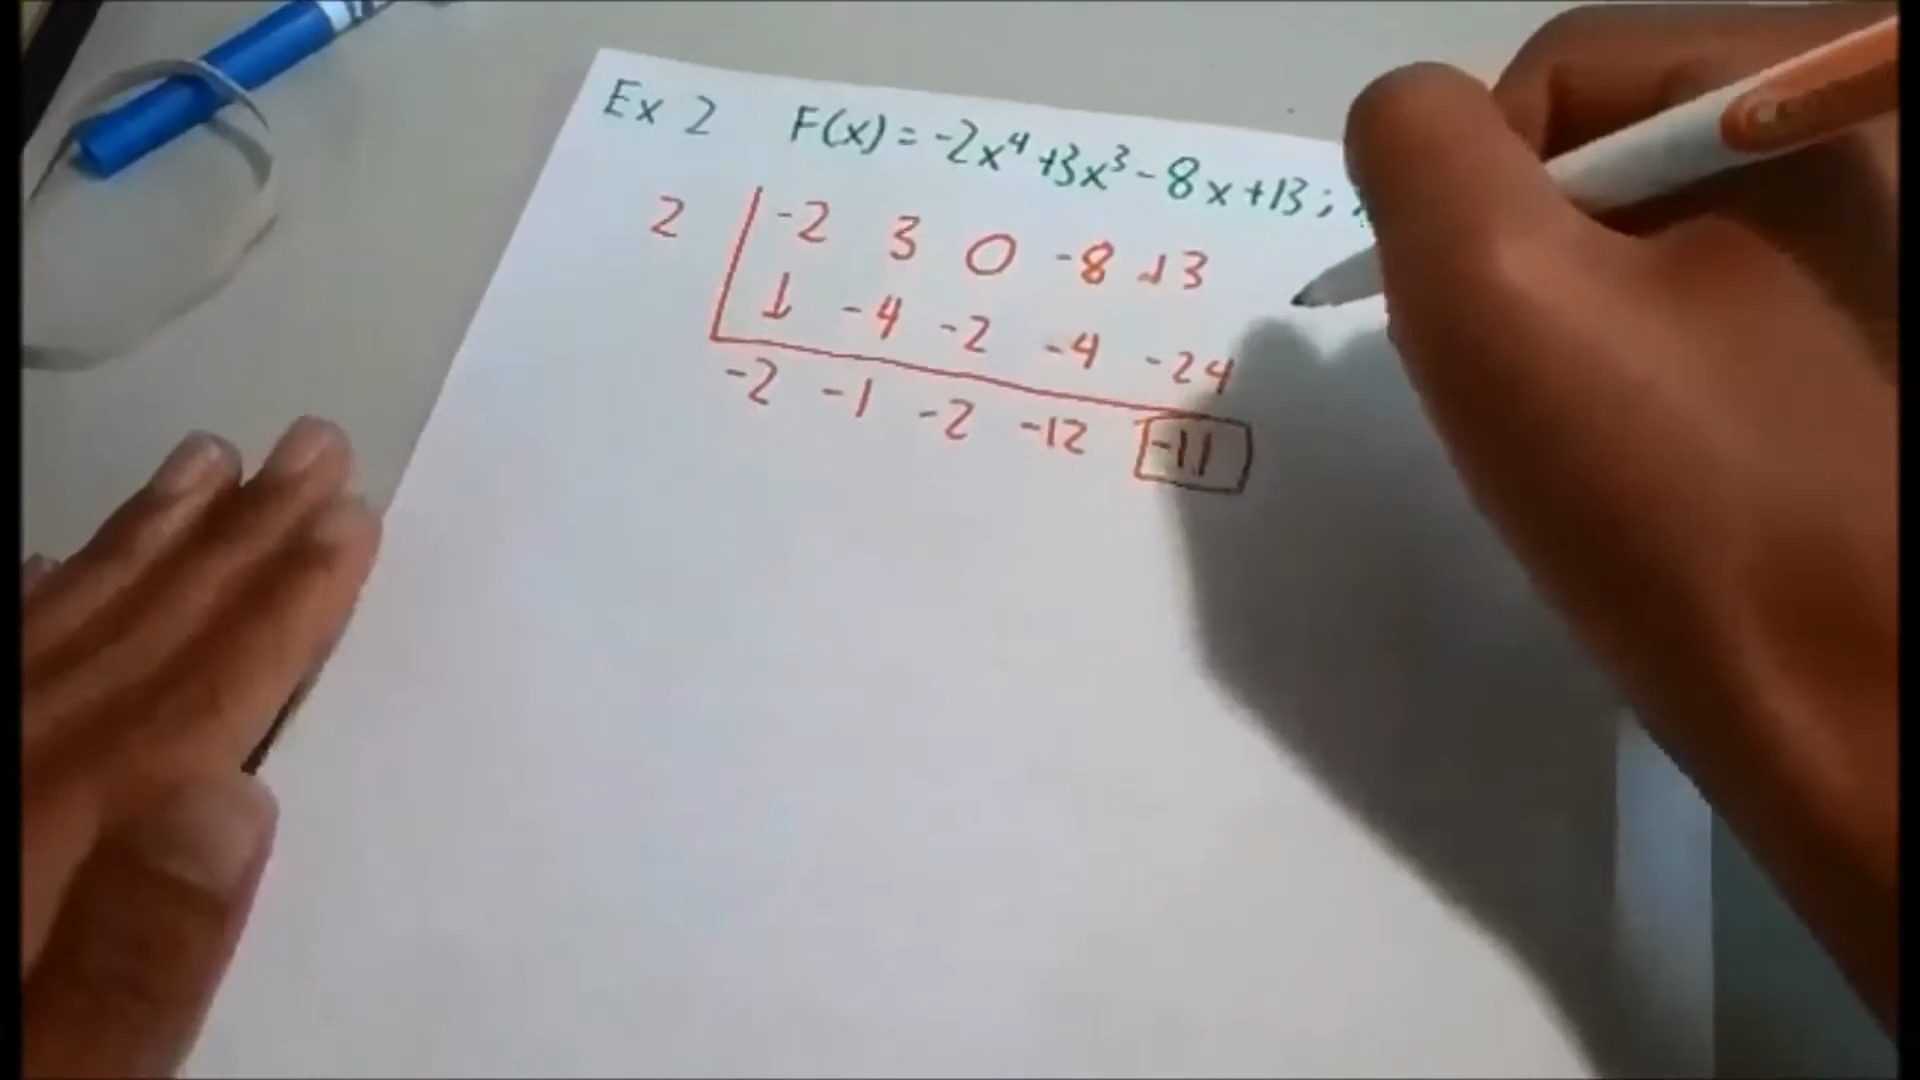 Ex 2 F(x) = -2x⁴ +3x³ - 8x +13;
2 -2 3 0 -8 +3
-4 -2 -4 -24
-2 -1 -2 -12 -11